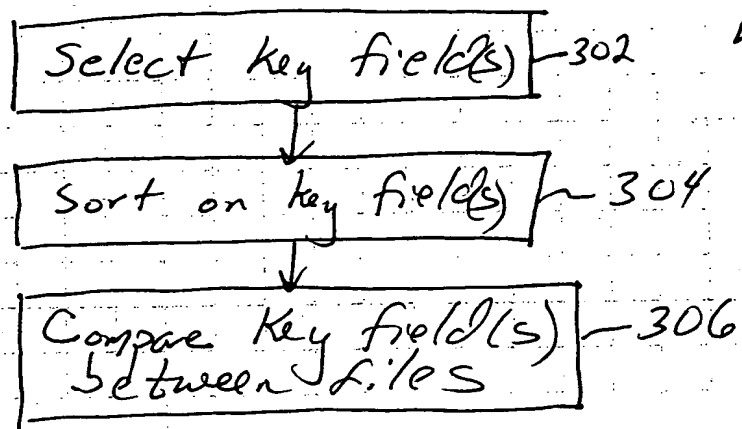 Select key field(s) 302
Sort on key field(s) 304
Compare key field(s) 306
between files